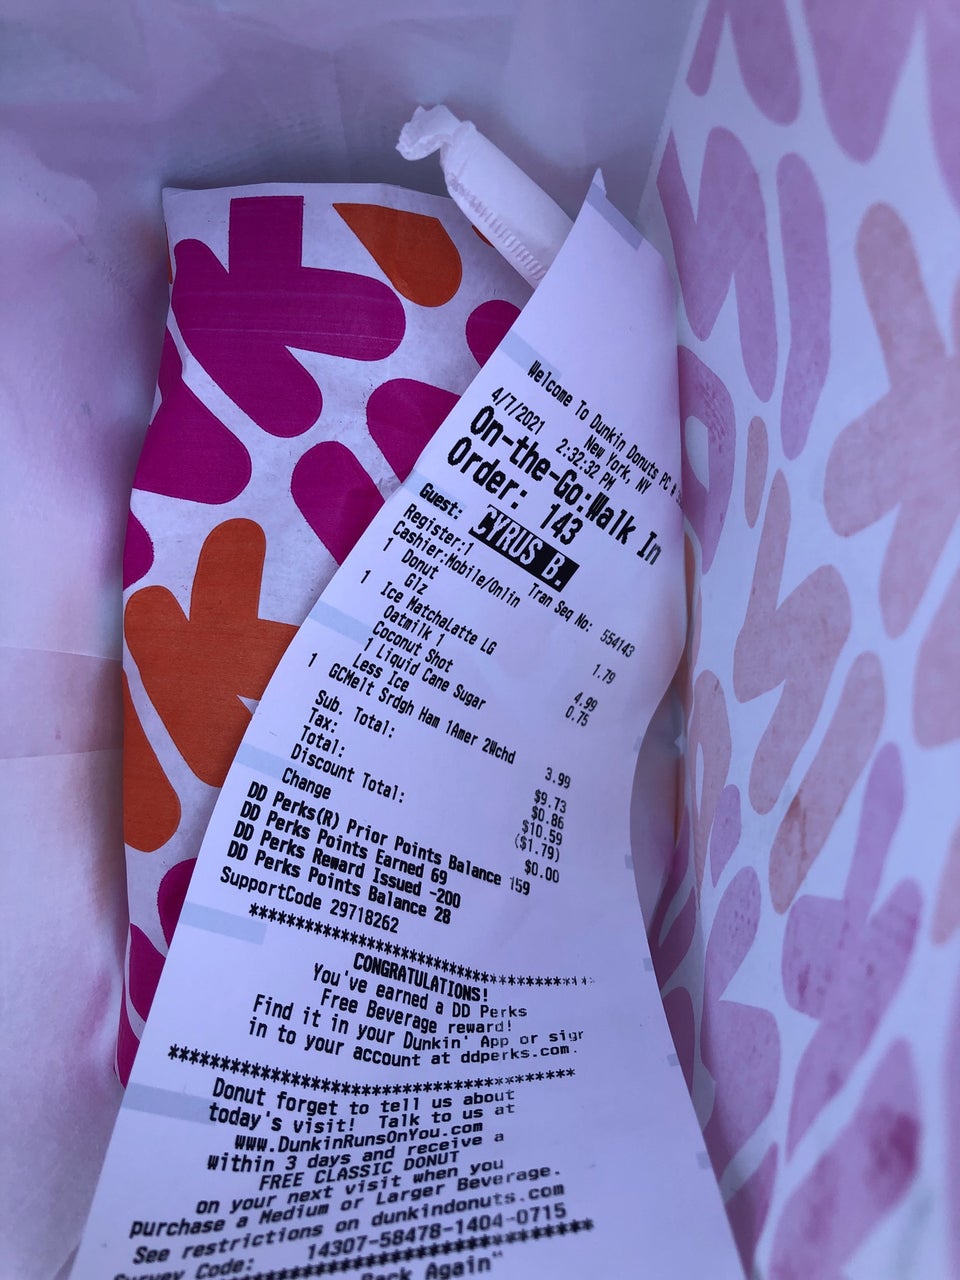 Welcome To Dunkin Donuts PC #
New York, NY
4/7/2021 2:32:32 PM
On-the-Go:Walk In
Order: 143
Guest: CYRUS B.
Register:1 Tran Seq No: 554143
Cashier:Mobile/Onlin
1 Donut 1.79
Glz
1 Ice MatchaLatte LG 4.99
Oatmilk 1 0.75
Coconut Shot
1 Liquid Cane Sugar
Less Ice
1 GCMelt Srdgh Ham 1Amer 2Wchd 3.99
Sub. Total: $9.73
Tax: $0.86
Total: $10.59
Discount Total: ($1.79)
Change $0.00
DD Perks(R) Prior Points Balance 159
DD Perks Points Earned 69
DD Perks Reward Issued -200
DD Perks Points Balance 28
SupportCode 29718262
CONGRATULATIONS!
You've earned a DD Perks
Free Beverage reward!
Find it in your Dunkin' App or sign
in to your account at ddperks.com.
Donut forget to tell us about
today's visit! Talk to us at
www.DunkinRunsOnYou.com
within 3 days and receive a
FREE CLASSIC DONUT
on your next visit when you
purchase a Medium or Larger Beverage.
See restrictions on dunkindonuts.com
Survey Code: 14307-58478-1404-0715
Back Again"